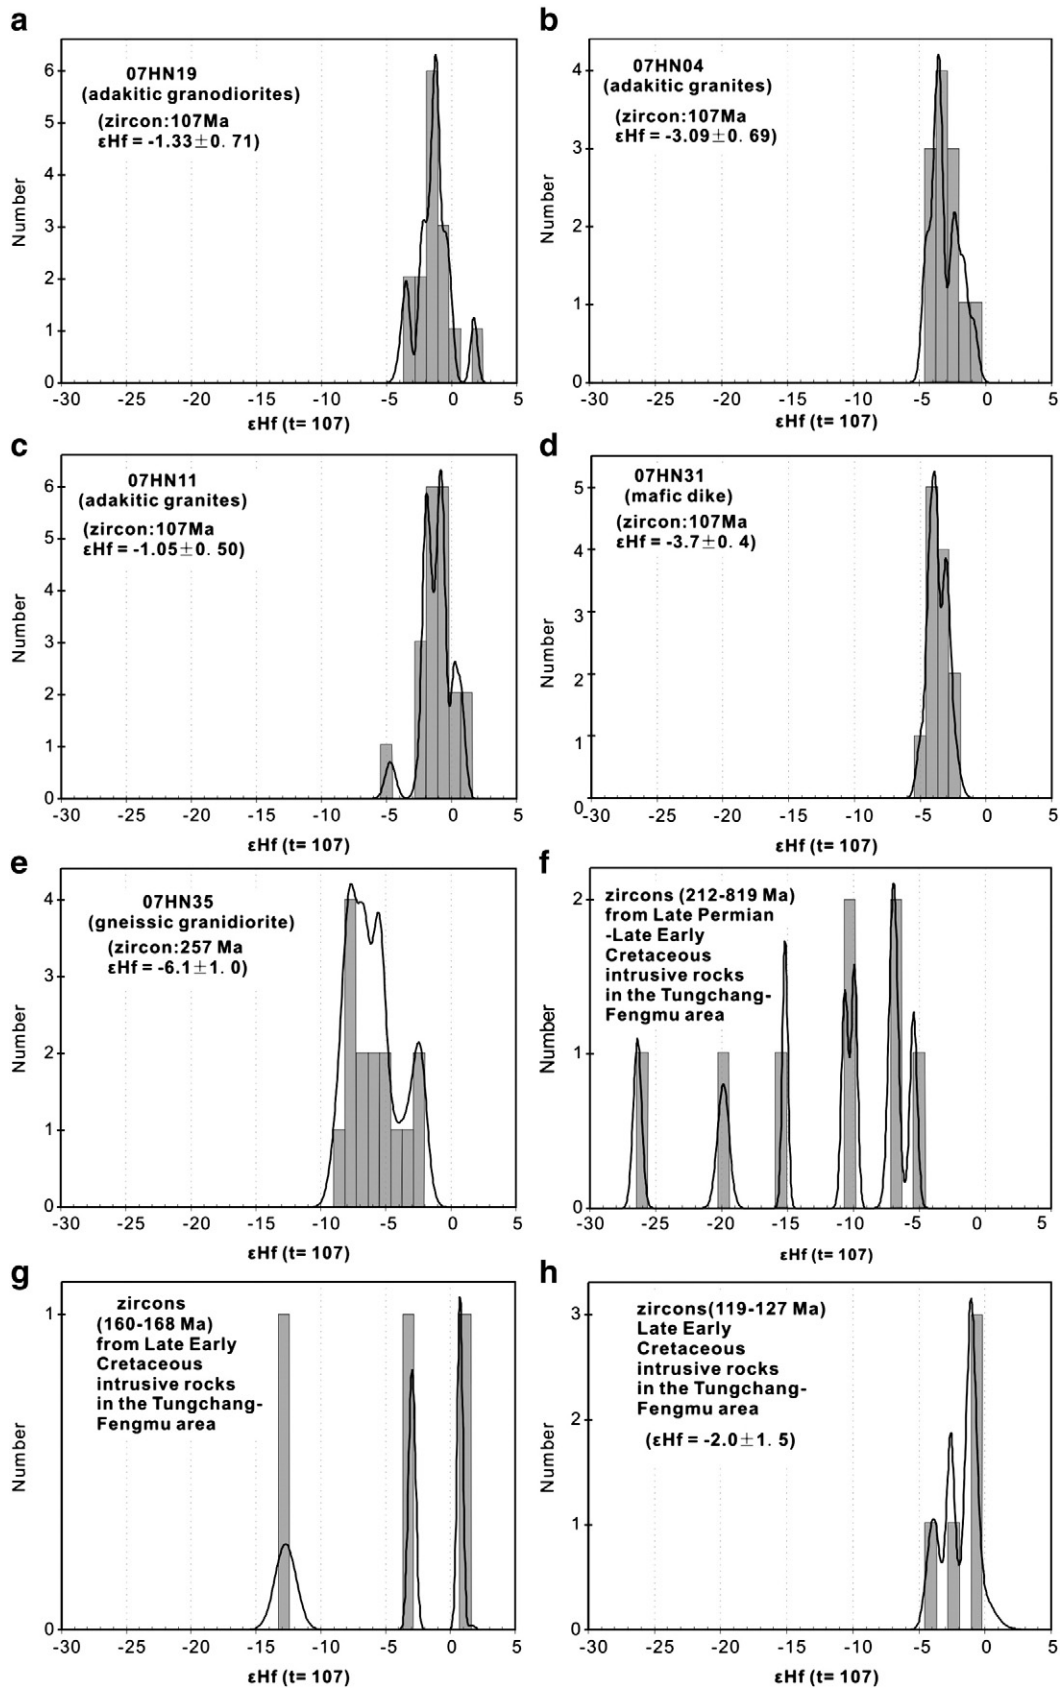 a
07HN19
(adakitic granodiorites)
(zircon:107Ma
εHf = -1.33±0. 71)
Number
6
5
4
3
2
1
0
-30 -25 -20 -15 -10 -5 0 5
εHf (t= 107)
b
07HN04
(adakitic granites)
(zircon:107Ma
εHf = -3.09±0. 69)
Number
4
3
2
1
0
-30 -25 -20 -15 -10 -5 0 5
εHf (t= 107)
c
07HN11
(adakitic granites)
(zircon:107Ma
εHf = -1.05±0. 50)
Number
6
5
4
3
2
1
0
-30 -25 -20 -15 -10 -5 0 5
εHf (t= 107)
d
07HN31
(mafic dike)
(zircon:107Ma
εHf = -3.7±0. 4)
Number
5
4
3
2
1
0
-30 -25 -20 -15 -10 -5 0 5
εHf (t= 107)
e
07HN35
(gneissic granidiorite)
(zircon:257 Ma
εHf = -6.1±1. 0)
Number
4
3
2
1
0
-30 -25 -20 -15 -10 -5 0 5
εHf (t= 107)
f
zircons (212-819 Ma)
from Late Permian
-Late Early
Cretaceous
intrusive rocks
in the Tungchang-
Fengmu area
Number
2
1
0
-30 -25 -20 -15 -10 -5 0 5
εHf (t= 107)
g
zircons
(160-168 Ma)
from Late Early
Cretaceous
intrusive rocks
in the Tungchang-
Fengmu area
Number
1
0
-30 -25 -20 -15 -10 -5 0 5
εHf (t= 107)
h
zircons(119-127 Ma)
Late Early
Cretaceous
intrusive rocks
in the Tungchang-
Fengmu area
(εHf = -2.0±1. 5)
Number
3
2
1
0
-30 -25 -20 -15 -10 -5 0 5
εHf (t= 107)